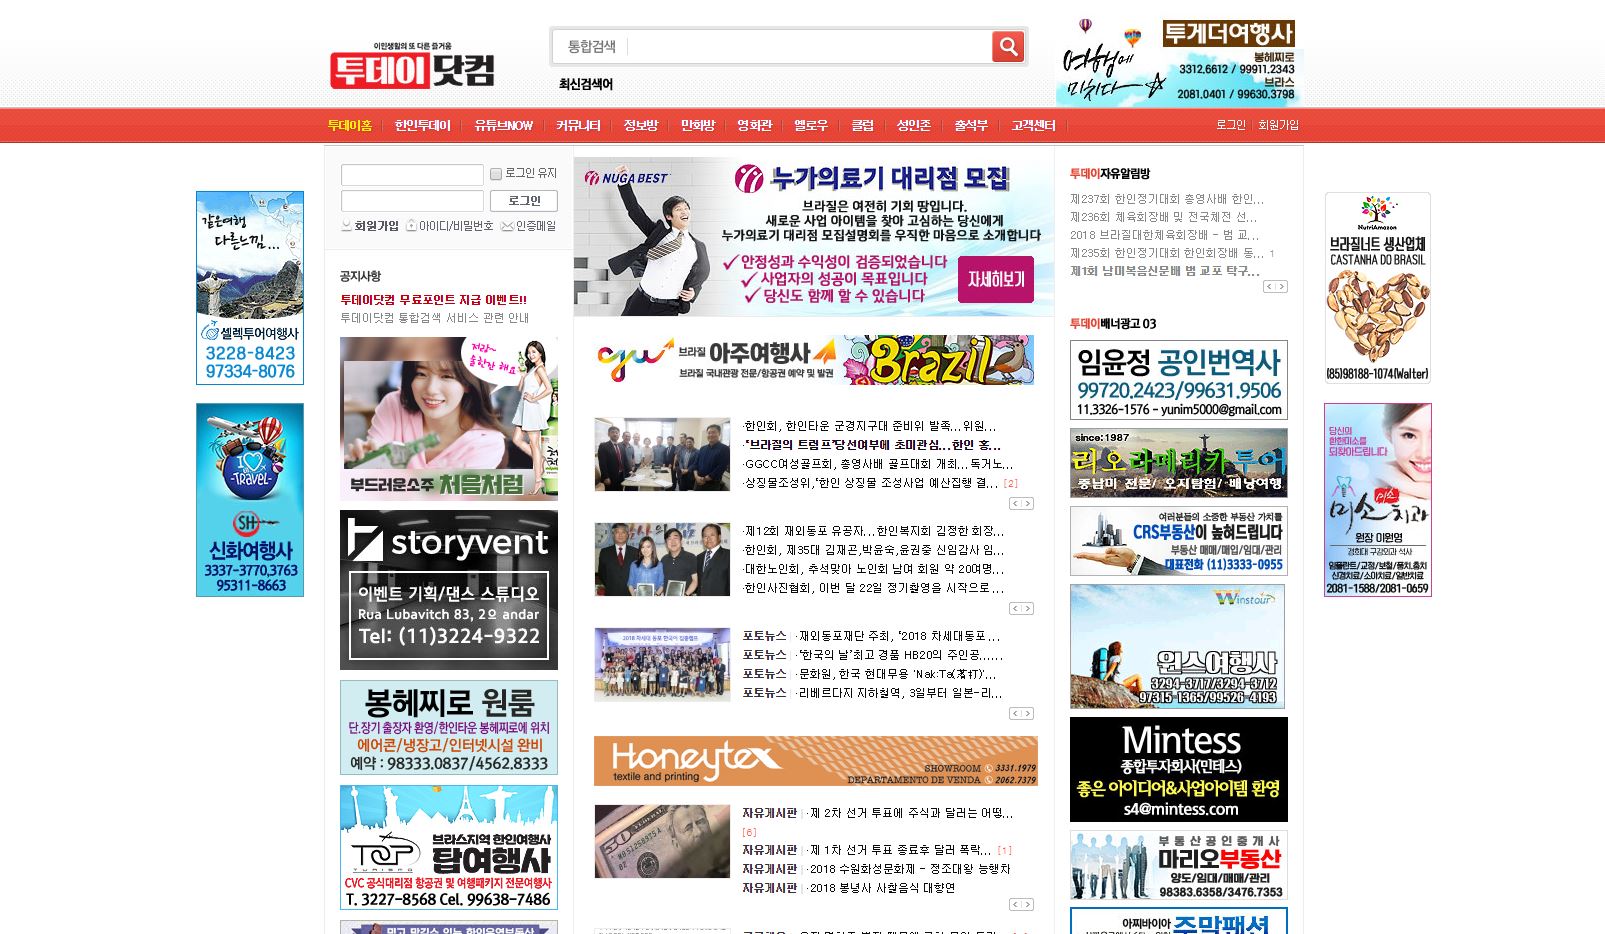 이민생활의 또 다른 즐거움
투데이닷컴
통합검색
최신검색어
여행에 미치다
투게더여행사
봉헤찌로
3312.6612 / 99911.2343
브라스
2081.0401 / 99630.3798
투데이홈 한인투데이 유튜브NOW 커뮤니티 정보방 만화방 영화관 옐로우 클럽 성인존 출석부 고객센터 로그인 회원가입
같은여행
다른느낌...
셀렉투어여행사
3228-8423
97334-8076
I
TRAVEL
SH
신화여행사
3337-3770,3763
95311-8663
로그인 유지
로그인
회원가입 아이디/비밀번호 인증메일
공지사항
투데이닷컴 무료포인트 지급 이벤트!!
투데이닷컴 통합검색 서비스 관련 안내
저랑~
부드러운소주 처음처럼
storyvent
이벤트 기획/댄스 스튜디오
Rua Lubavitch 83, 2o andar
Tel: (11)3224-9322
봉헤찌로 원룸
단.장기 출장자 환영/한인타운 봉헤찌로에 위치
에어콘/냉장고/인터넷시설 완비
예약 : 98333.0837/4562.8333
TOP
TURISMO
브라스지역 한인여행사
탑여행사
CVC 공식대리점 항공권 및 여행패키지 전문여행사
T. 3227-8568 Cel. 99638-7486
NUGA BEST
누가의료기 대리점 모집
브라질은 여전히 기회 땅입니다.
새로운 사업 아이템을 찾아 고심하는 당신에게
누가의료기 대리점 모집설명회를 우직한 마음으로 소개합니다
안정성과 수익성이 검증되었습니다
사업자의 성공이 목표입니다
당신도 함께 할 수 있습니다
자세히보기
브라질 아주여행사
브라질 국내관광 전문/항공권 예약 및 발권
Brazil
·한인회, 한인타운 군경지구대 준비위 발족...위원...
·"브라질의 트럼프"당선여부에 초미관심...한인 홍...
·GGCC여성골프회, 총영사배 골프대회 개최... 독거노...
·상징물조성위,"한인 상징물 조성사업 예산집행 결... [2]
·제12회 재외동포 유공자...한인복지회 김정한 회장...
·한인회, 제35대 김재곤,박윤숙,윤권중 신임감사 임...
·대한노인회, 추석맞아 노인회 남여 회원 약 20여명...
·한인사진협회, 이번 달 22일 정기촬영을 시작으로...
포토뉴스 ·재외동포재단 주최, '2018 차세대동포...
포토뉴스 ·'한국의 날'최고 경품 HB20의 주인공......
포토뉴스 ·문화원, 한국 현대무용 'Nak:Ta(濱打)'...
포토뉴스 ·리베르다지 지하철역, 3일부터 일본-리...
Honeytex
textile and printing
SHOWROOM 3331.1979
DEPARTAMENTO DE VENDA 2062.7379
자유게시판 ·제 2차 선거 투표에 주식과 달러는 어떻...
[6]
자유게시판 ·제 1차 선거 투표 종료후 달러 폭락... [1]
자유게시판 ·2018 수원화성문화제 - 정조대왕 능행차
자유게시판 ·2018 봉녕사 사찰음식 대향연
투데이자유알림방
제237회 한인정기대회 총영사배 한인...
제236회 체육회장배 및 전국체전 선...
2018 브라질대한체육회장배 - 범 교...
제235회 한인정기대회 한인회장배 동... 1
제1회 남미복음신문배 범 교포 탁구...
투데이배너광고 03
임윤정 공인번역사
99720.2423/99631.9506
11.3326-1576 - yunim5000@gmail.com
since:1987
리오라메리카 투어
중남미 전문/ 오지탐험/ 배낭여행
여러분들의 소중한 부동산 가치를
CRS부동산이 높혀드립니다
부동산 매매/매입/임대/관리
대표전화 (11)3333-0955
Winstour
윈스여행사
3294-3717/3294-3712
97315-1365/99526-4193
Mintess
종합투자회사(민테스)
좋은 아이디어&사업아이템 환영
s4@mintess.com
부동산공인중개사
마리오부동산
양도/임대/매매/관리
98383.6358/3476.7353
아찌바이아
주막패션
NutriAmazon
브라질너트 생산업체
CASTANHA DO BRASIL
(85)98188-1074(Walter)
당신의
환한미소를
되찾아드립니다
미소치과
원장 이원영
경희대 구강외과 석사
임플란트/교정/보철/풍치,충치
신경치료/소아치료/일반치료
2081-1588/2081-0659